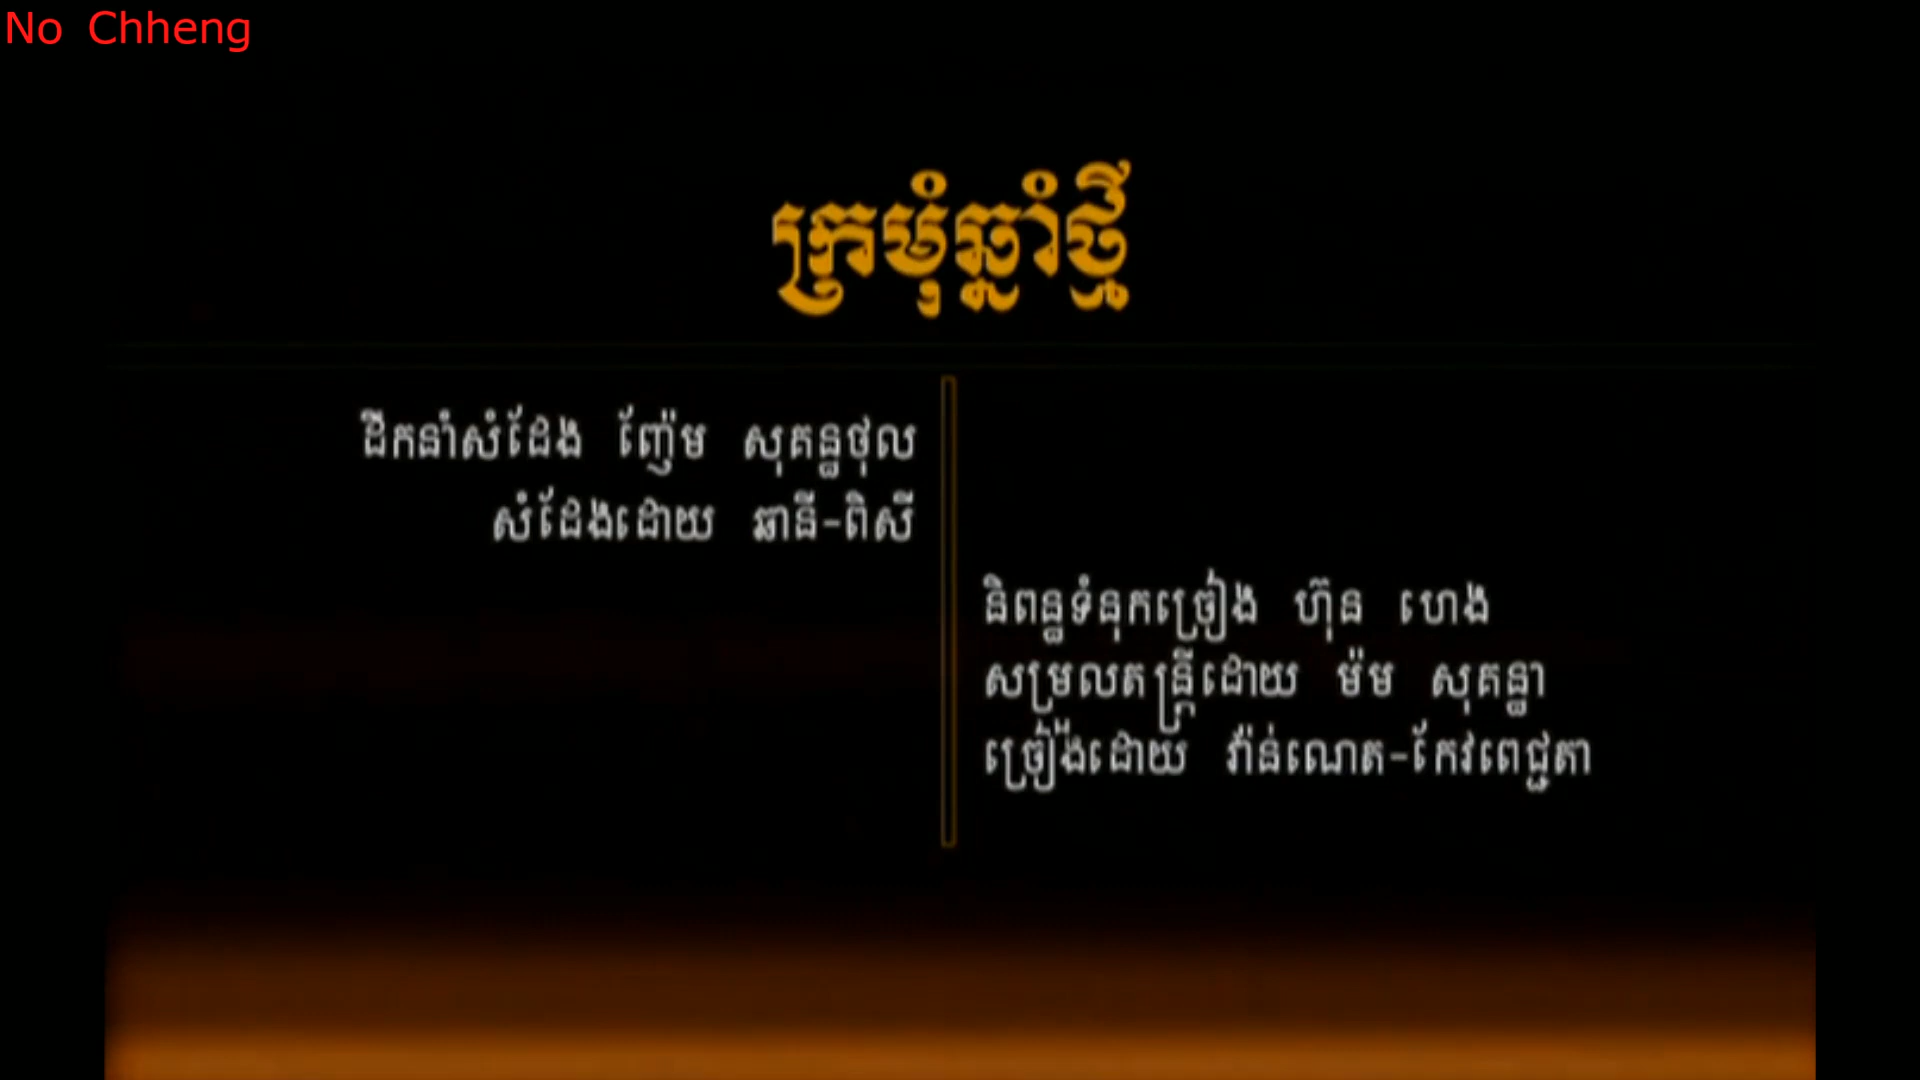 No Chheng
ក្រមុំឆ្នាំថ្មី
ដឹកនាំសំដែង ញ៉ែម សុគន្ធថុល
សំដែងដោយ ឆានី-ពិសី
និពន្ធទំនុកច្រៀង ហ៊ុន ហេង
សម្រលតន្ត្រីដោយ ម៉ម សុគន្ធា
ច្រៀងដោយ វ៉ាន់ណេត-កែវពេជ្ជតា